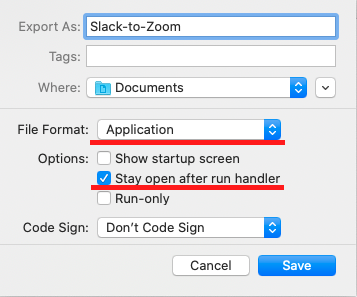 Export As: Slack-to-Zoom
Tags:
Where: Documents
File Format: Application
Options: Show startup screen
Stay open after run handler
Run-only
Code Sign: Don't Code Sign
Cancel Save